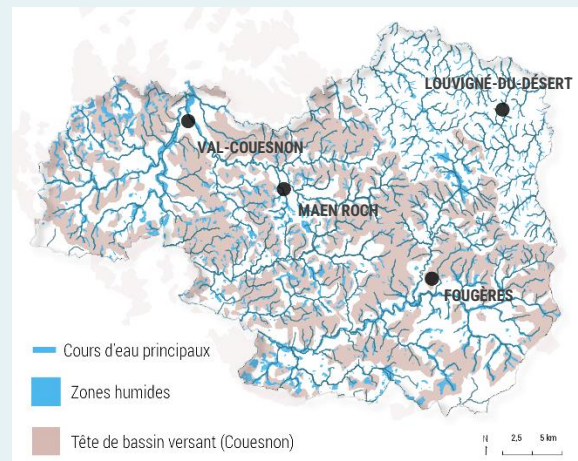 LOUVIGNÉ-DU-DÉSERT
VAL-COUESNON
MAEN ROCH
FOUGÈRES
Cours d'eau principaux
Zones humides
Tête de bassin versant (Couesnon)
N 2,5 5 km